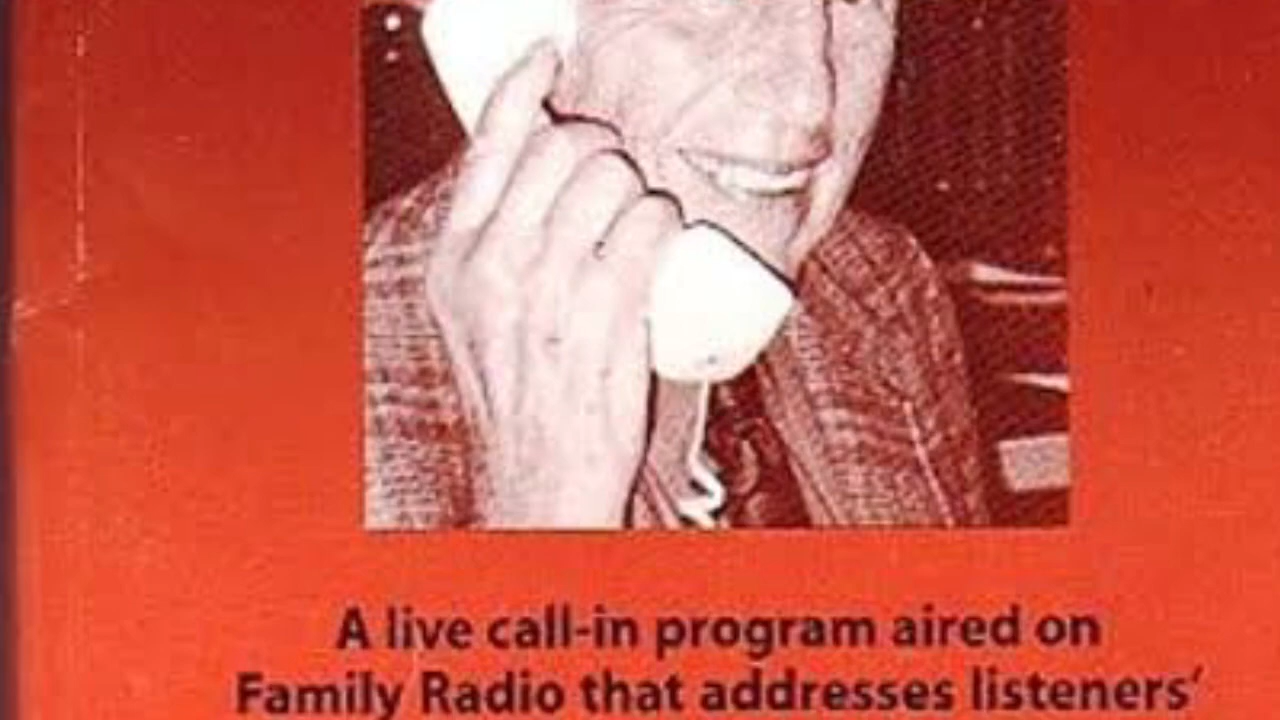 A live call-in program aired on
Family Radio that addresses listeners'